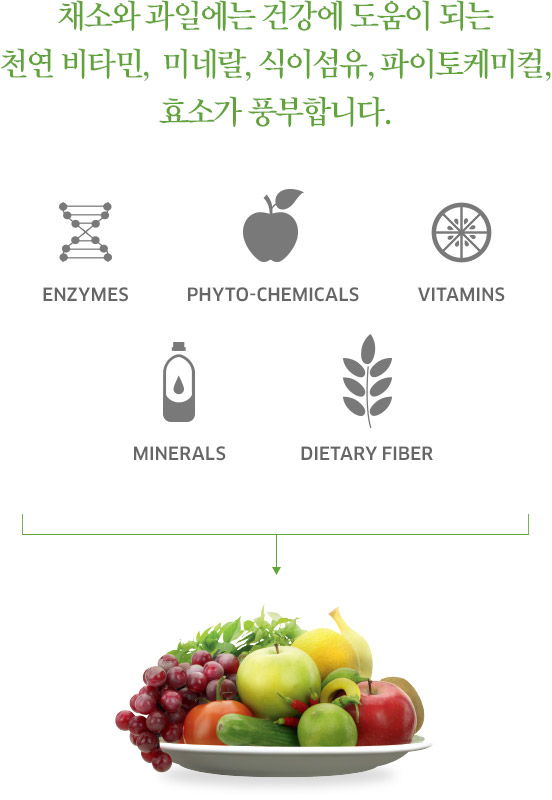 채소와 과일에는 건강에 도움이 되는
천연 비타민, 미네랄, 식이섬유, 파이토케미컬,
효소가 풍부합니다.
ENZYMES
PHYTO-CHEMICALS
VITAMINS
MINERALS
DIETARY FIBER